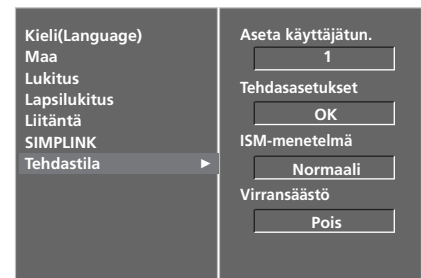 Kieli(Language)
Maa
Lukitus
Lapsilukitus
Liitäntä
SIMPLINK
Tehdastila ►
Aseta käyttäjätun.
1
Tehdasasetukset
OK
ISM-menetelmä
Normaali
Virransäästö
Pois